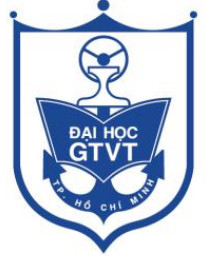 ĐẠI HỌC
GTVT
TP. HỒ CHÍ MINH